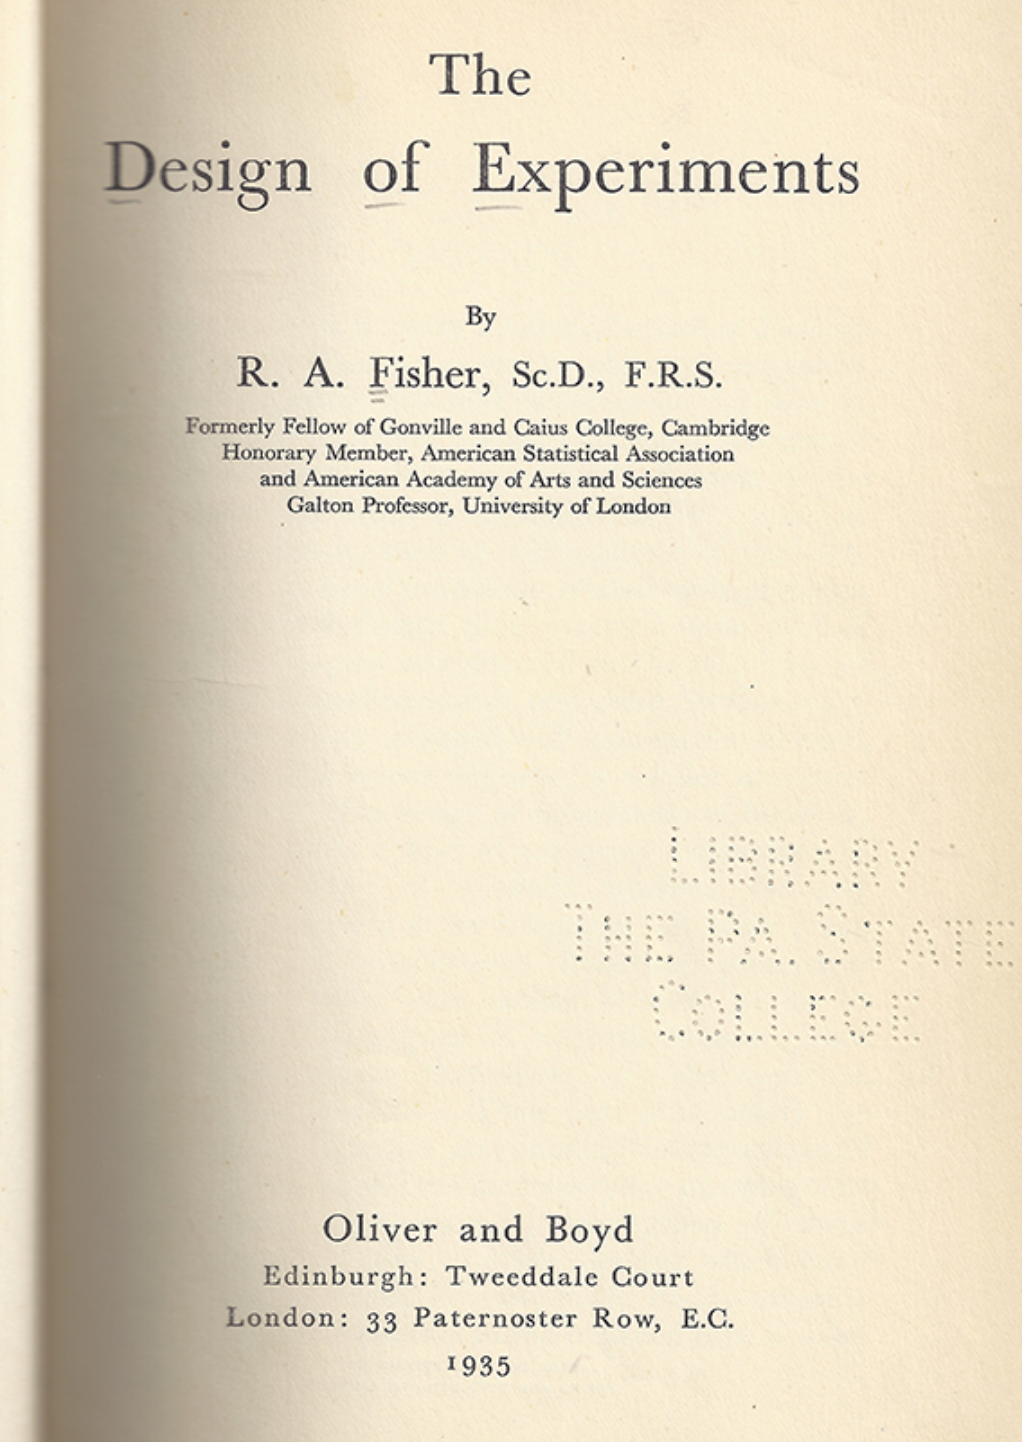 The
Design of Experiments
By
R. A. Fisher, Sc.D., F.R.S.
Formerly Fellow of Gonville and Caius College, Cambridge
Honorary Member, American Statistical Association
and American Academy of Arts and Sciences
Galton Professor, University of London
LIBRARY
THE PA. STATE
COLLEGE
Oliver and Boyd
Edinburgh: Tweeddale Court
London: 33 Paternoster Row, E.C.
1935